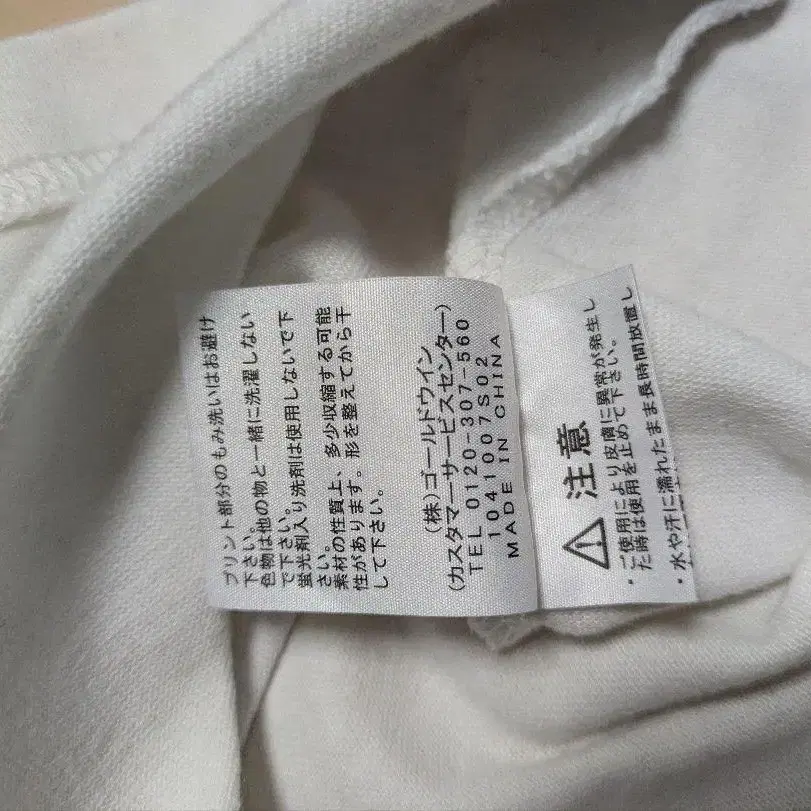 プリント部分のもみ洗いはお避け
下さい。
色物は他の物と一緒に洗濯しない
で下さい。
蛍光剤入り洗剤は使用しないで下
さい。
素材の性質上、多少収縮する可能
性があります。形を整えてから干
して下さい。
(株)ゴールドウイン
(カスタマーサービスセンター)
TEL 0120-307-560
1041007S02
MADE IN CHINA
注意
・ご使用により皮膚に異常が発生し
た時は使用を止めて下さい。
・水や汗に濡れたまま長時間放置し